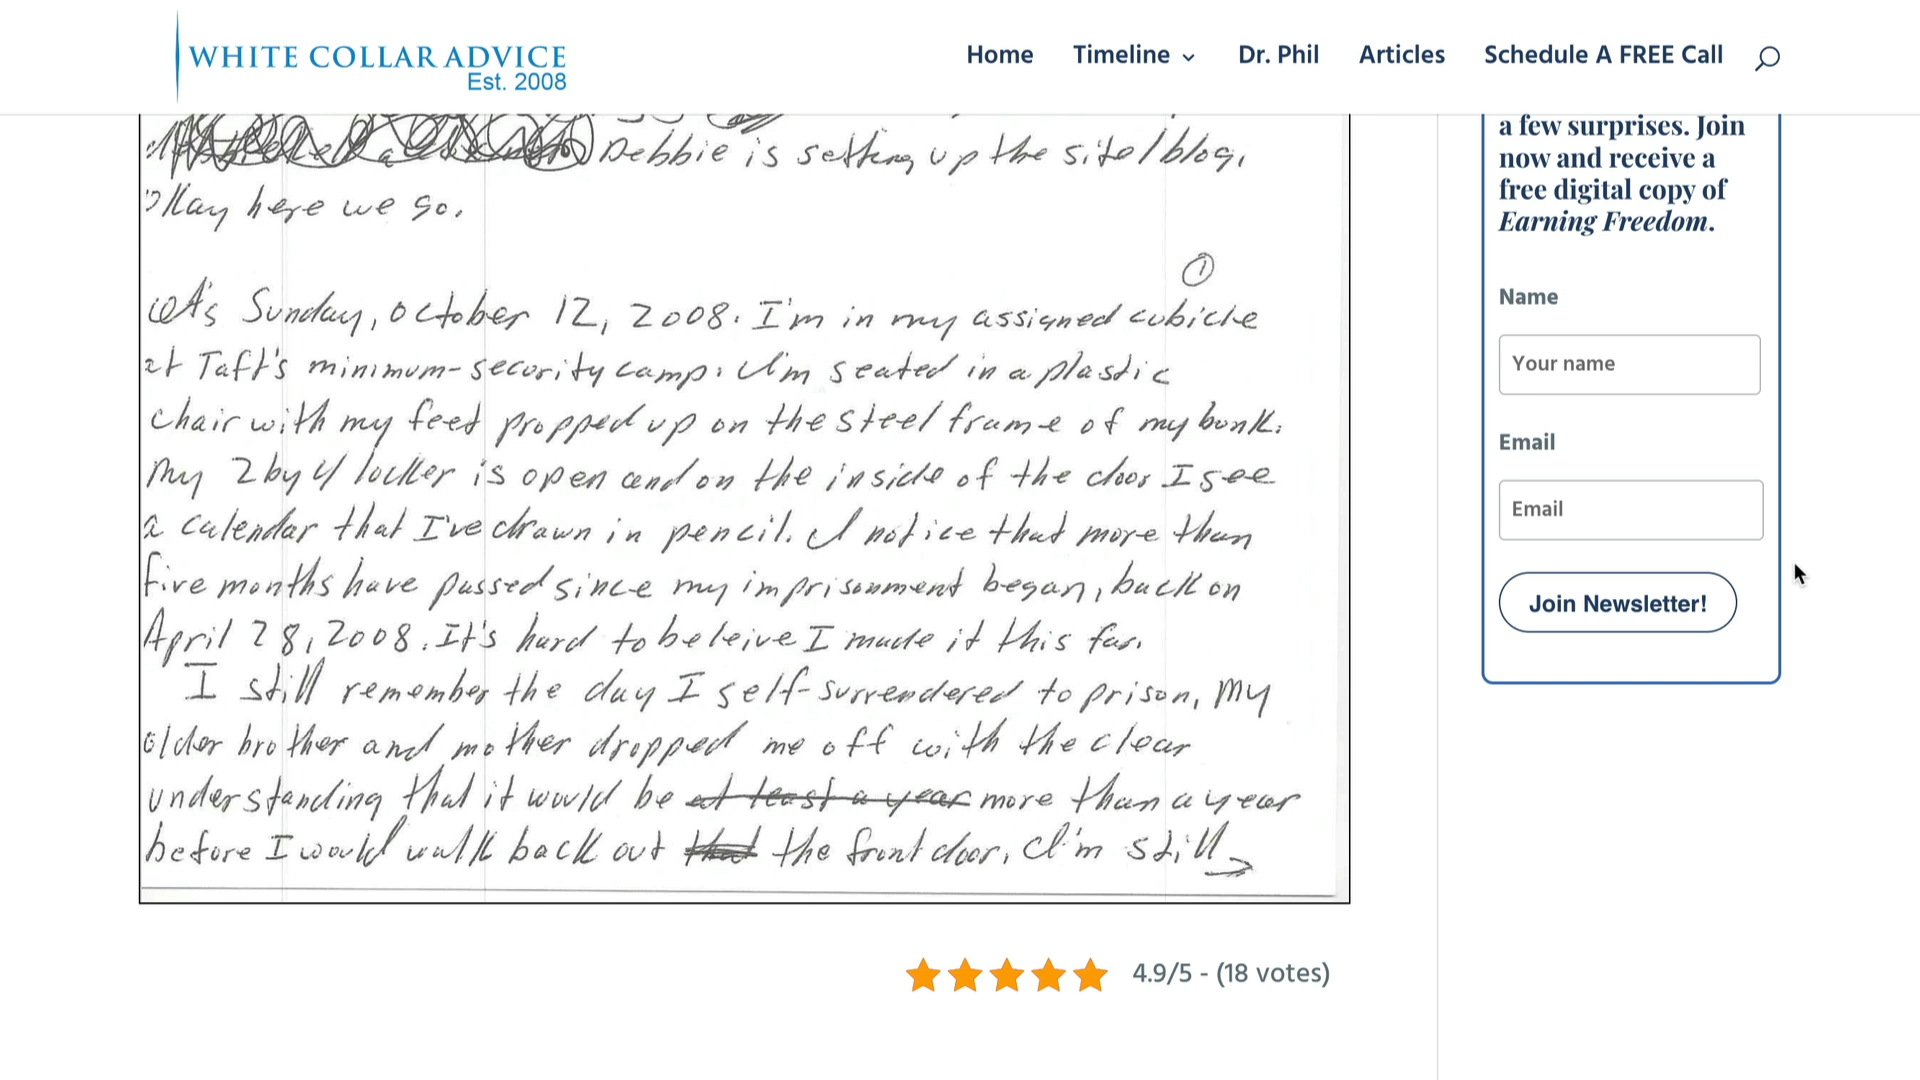 WHITE COLLAR ADVICE
Est. 2008
Home Timeline Dr. Phil Articles Schedule A FREE Call
Debbie is setting up the site/blog.
Okay here we go.
①
It's Sunday, October 12, 2008. I'm in my assigned cubicle
at Taft's minimum-security camp. I'm seated in a plastic
chair with my feet propped up on the steel frame of my bunk.
My 2 by 4 locker is open and on the inside of the door I see
a calendar that I've drawn in pencil. I notice that more than
five months have passed since my imprisonment began, back on
April 28, 2008. It's hard to beleive I made it this far.
I still remember the day I self-surrendered to prison, My
older brother and mother dropped me off with the clear
understanding that it would be at least a year more than a year
before I would walk back out that the front door. I'm still
a few surprises. Join
now and receive a
free digital copy of
Earning Freedom.
Name
Your name
Email
Email
Join Newsletter!
4.9/5 - (18 votes)